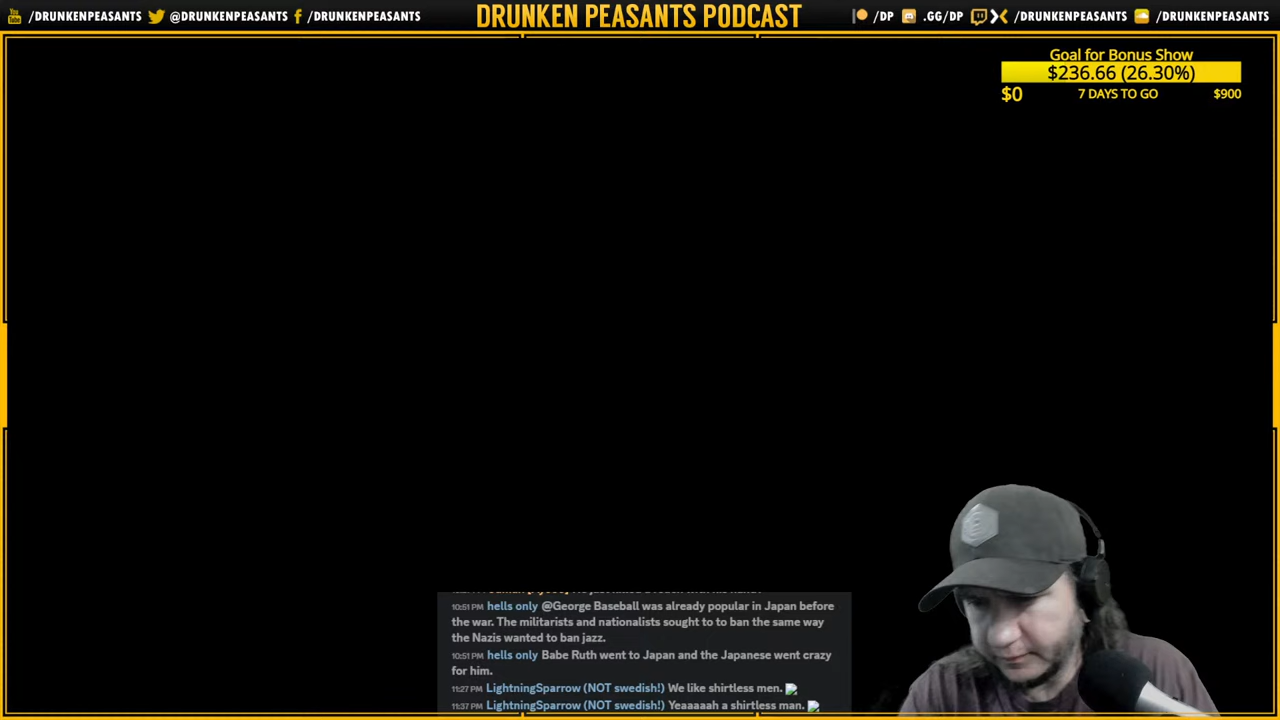 You Tube /DRUNKENPEASANTS @DRUNKENPEASANTS /DRUNKENPEASANTS DRUNKEN PEASANTS PODCAST /DP .GG/DP /DRUNKENPEASANTS /DRUNKENPEASANTS
Goal for Bonus Show
$236.66 (26.30%)
$0 7 DAYS TO GO $900
10:51 PM hells only @George Baseball was already popular in Japan before
the war. The militarists and nationalists sought to to ban the same way
the Nazis wanted to ban jazz.
10:51 PM hells only Babe Ruth went to Japan and the Japanese went crazy
for him.
11:27 PM LightningSparrow (NOT swedish!) We like shirtless men.
11:37 PM LightningSparrow (NOT swedish!) Yeaaaaah a shirtless man.